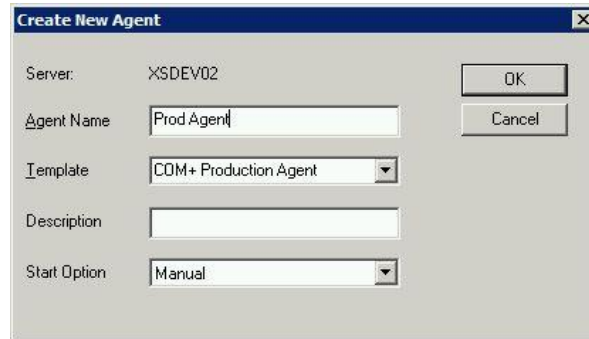 Create New Agent
Server: XSDEV02
OK
Agent Name Prod Agent
Cancel
Template COM+ Production Agent
Description
Start Option Manual